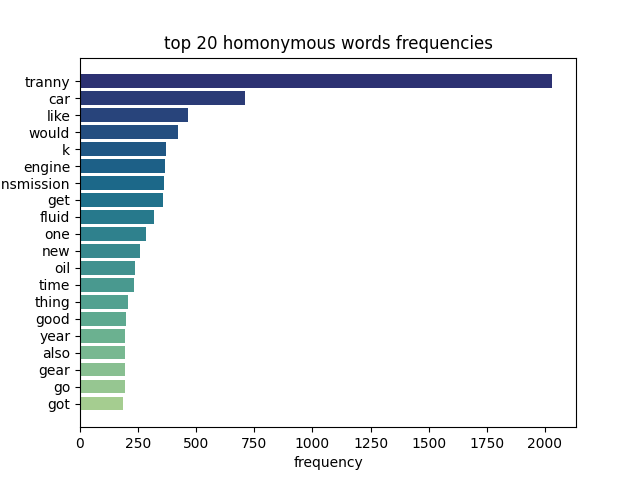 top 20 homonymous words frequencies
tranny
car
like
would
k
engine
nsmission
get
fluid
one
new
oil
time
thing
good
year
also
gear
go
got
0 250 500 750 1000 1250 1500 1750 2000
frequency